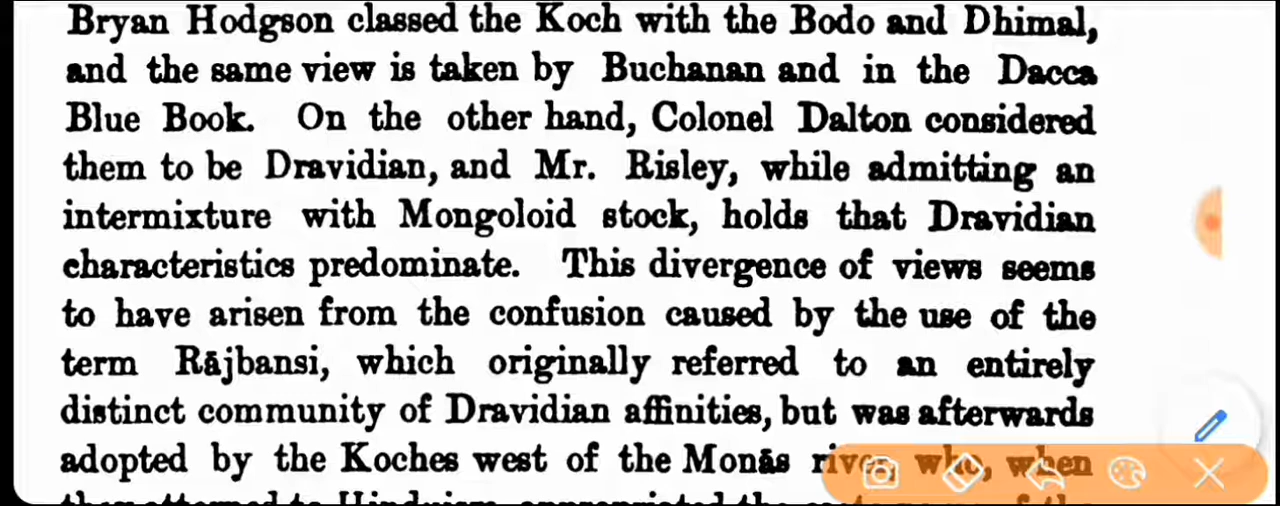 Bryan Hodgson classed the Koch with the Bodo and Dhimal,
and the same view is taken by Buchanan and in the Dacca
Blue Book. On the other hand, Colonel Dalton considered
them to be Dravidian, and Mr. Risley, while admitting an
intermixture with Mongoloid stock, holds that Dravidian
characteristics predominate. This divergence of views seems
to have arisen from the confusion caused by the use of the
term Rājbansi, which originally referred to an entirely
distinct community of Dravidian affinities, but was afterwards
adopted by the Koches west of the Monās river, who, when